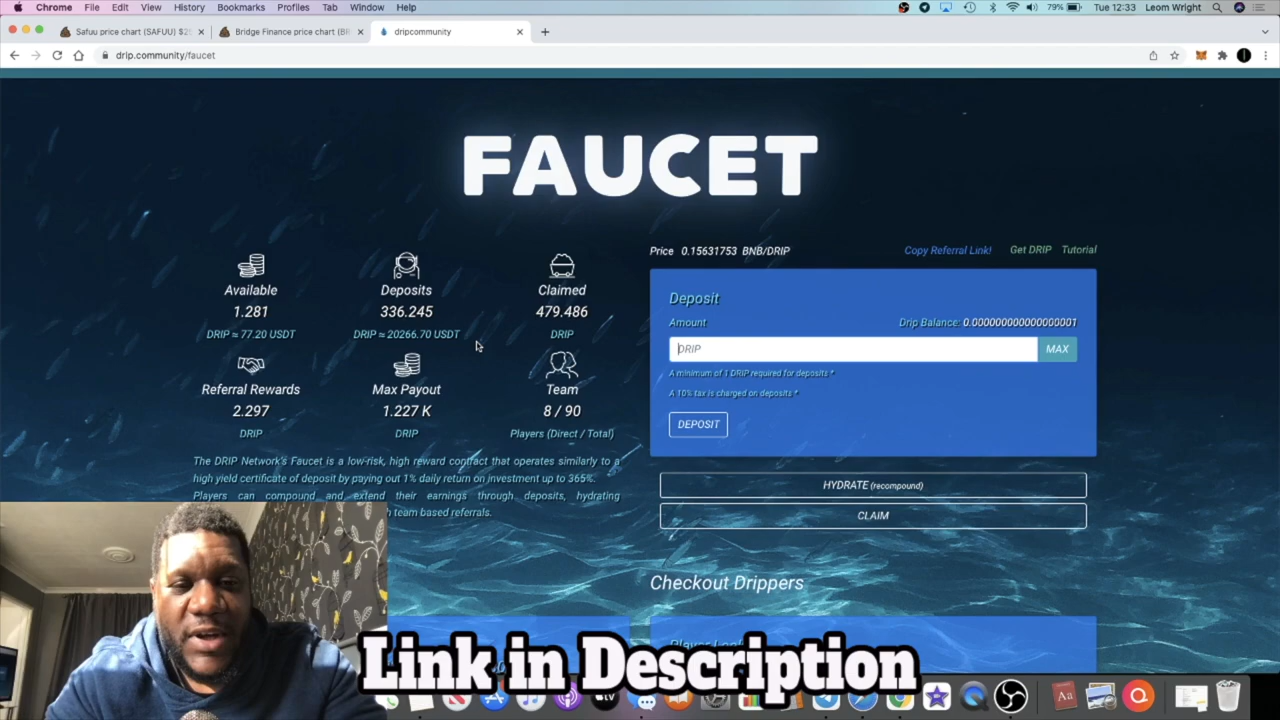 Chrome File Edit View History Bookmarks Profiles Tab Window Help 79% Tue 12:33 Leom Wright
Safuu price chart (SAFUU) $2 Bridge Finance price chart (BR dripcommunity
drip.community/faucet
FAUCET
Price 0.15631753 BNB/DRIP Copy Referral Link! Get DRIP Tutorial
Available Deposits Claimed
1.281 336.245 479.486
DRIP ≈ 77.20 USDT DRIP ≈ 20266.70 USDT DRIP
Referral Rewards Max Payout Team
2.297 1.227 K 8 / 90
DRIP DRIP Players (Direct / Total)
The DRIP Network's Faucet is a low-risk, high reward contract that operates similarly to a
high yield certificate of deposit by paying out 1% daily return on investment up to 365%.
Players can compound and extend their earnings through deposits, hydrating
team based referrals.
Deposit
Amount Drip Balance: 0.000000000000000001
DRIP MAX
A minimum of 1 DRIP required for deposits *
A 10% tax is charged on deposits *
DEPOSIT
HYDRATE (recompound)
CLAIM
Checkout Drippers
Link in Description